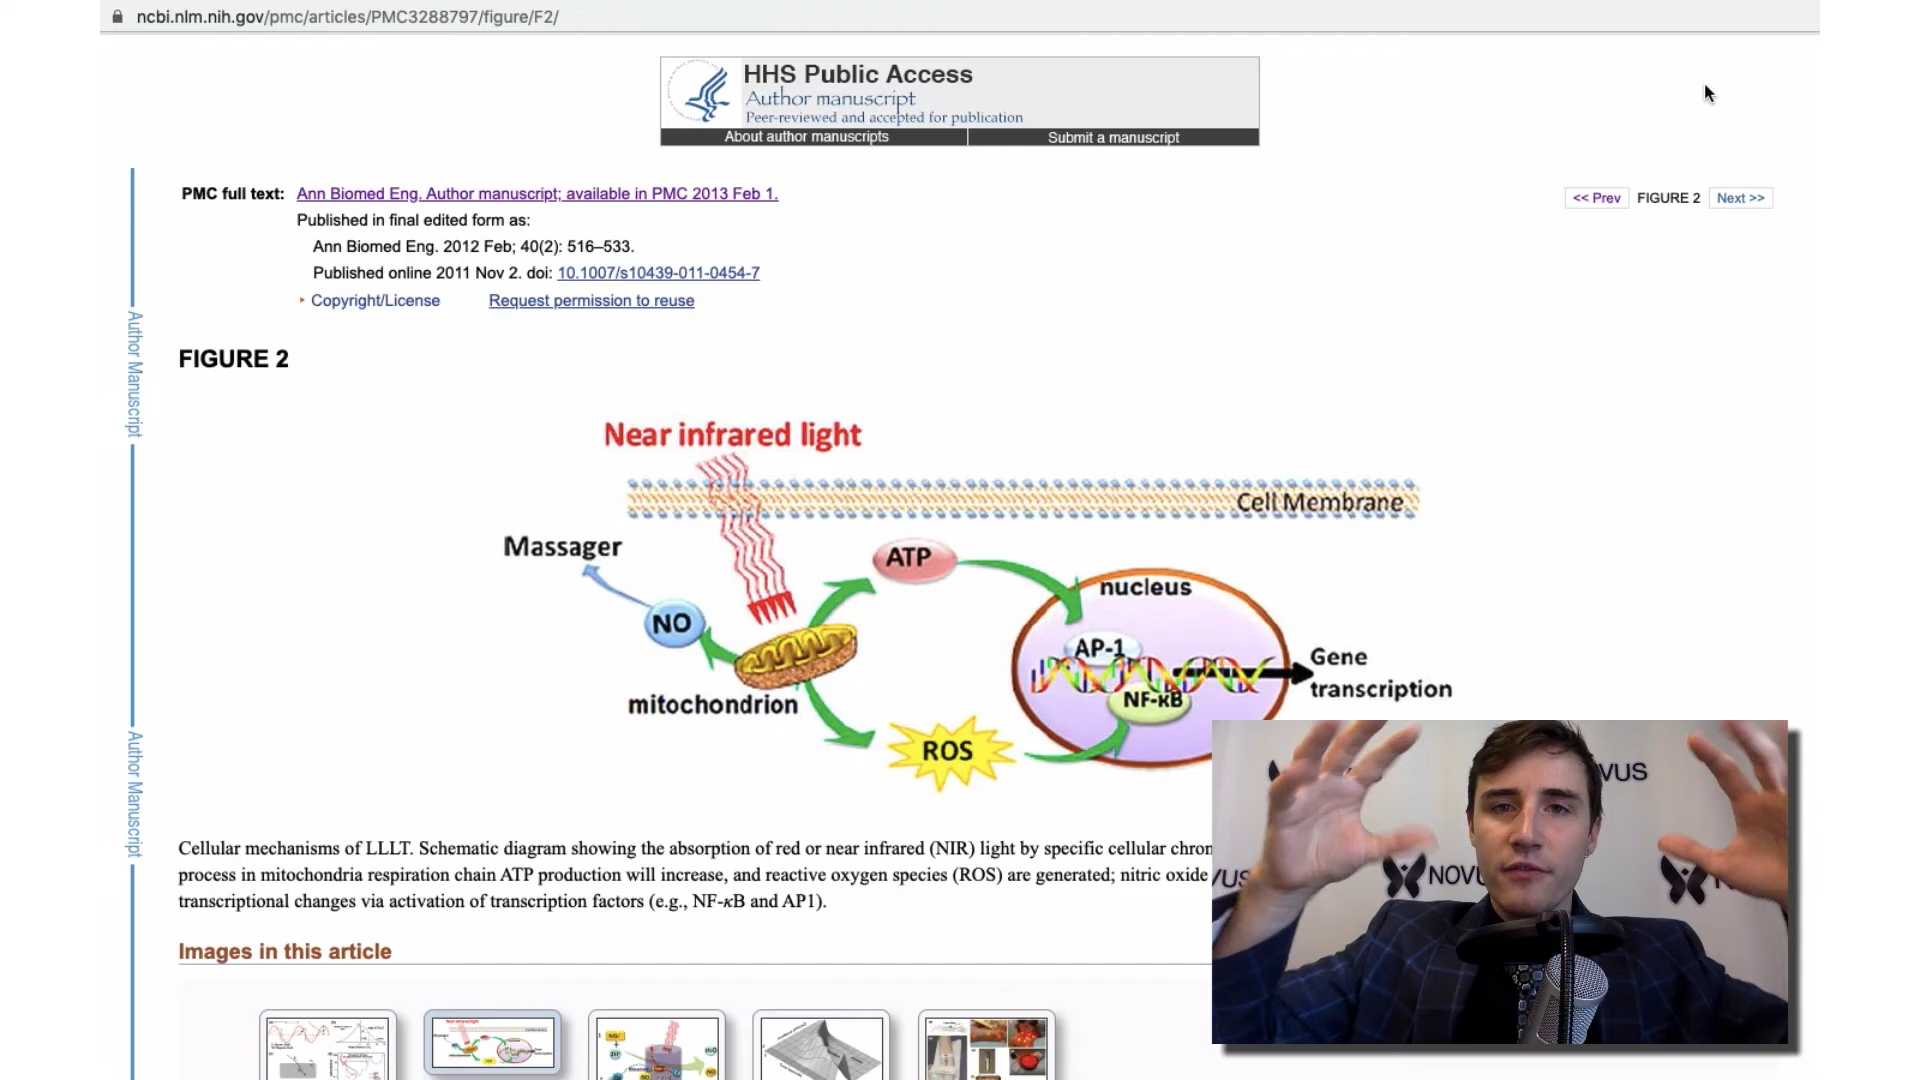 ncbi.nlm.nih.gov/pmc/articles/PMC3288797/figure/F2/
HHS Public Access
Author manuscript
Peer-reviewed and accepted for publication
About author manuscripts
Submit a manuscript
PMC full text: Ann Biomed Eng. Author manuscript; available in PMC 2013 Feb 1.
<< Prev FIGURE 2 Next >>
Published in final edited form as:
Ann Biomed Eng. 2012 Feb; 40(2): 516–533.
Published online 2011 Nov 2. doi: 10.1007/s10439-011-0454-7
Copyright/License Request permission to reuse
Author Manuscript
FIGURE 2
Near infrared light
Cell Membrane
Massager
ATP
nucleus
NO
AP-1
Gene
transcription
NF-κB
mitochondrion
ROS
Author Manuscript
Cellular mechanisms of LLLT. Schematic diagram showing the absorption of red or near infrared (NIR) light by specific cellular chrom
process in mitochondria respiration chain ATP production will increase, and reactive oxygen species (ROS) are generated; nitric oxide
transcriptional changes via activation of transcription factors (e.g., NF-κB and AP1).
Images in this article
VUS
NOVU
VUS
N